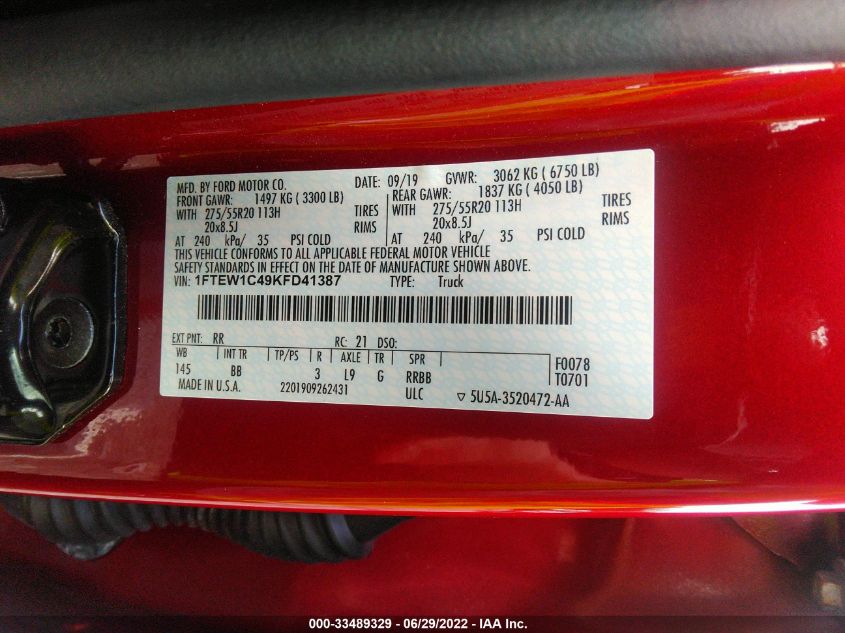 MFD. BY FORD MOTOR CO. DATE: 09/19 GVWR: 3062 KG ( 6750 LB)
FRONT GAWR: 1497 KG ( 3300 LB) REAR GAWR: 1837 KG ( 4050 LB)
WITH 275/55R20 113H TIRES WITH 275/55R20 113H TIRES
20x8.5J RIMS 20x8.5J RIMS
AT 240 kPa/ 35 PSI COLD AT 240 kPa/ 35 PSI COLD
THIS VEHICLE CONFORMS TO ALL APPLICABLE FEDERAL MOTOR VEHICLE
SAFETY STANDARDS IN EFFECT ON THE DATE OF MANUFACTURE SHOWN ABOVE.
VIN: 1FTEW1C49KFD41387 TYPE: Truck
EXT PNT: RR RC: 21 DSO:
WB INT TR TP/PS R AXLE TR SPR F0078
145 BB 3 L9 G RRBB T0701
MADE IN U.S.A. 2201909262431 ULC ▽ 5U5A-3520472-AA
000-33489329 - 06/29/2022 - IAA Inc.